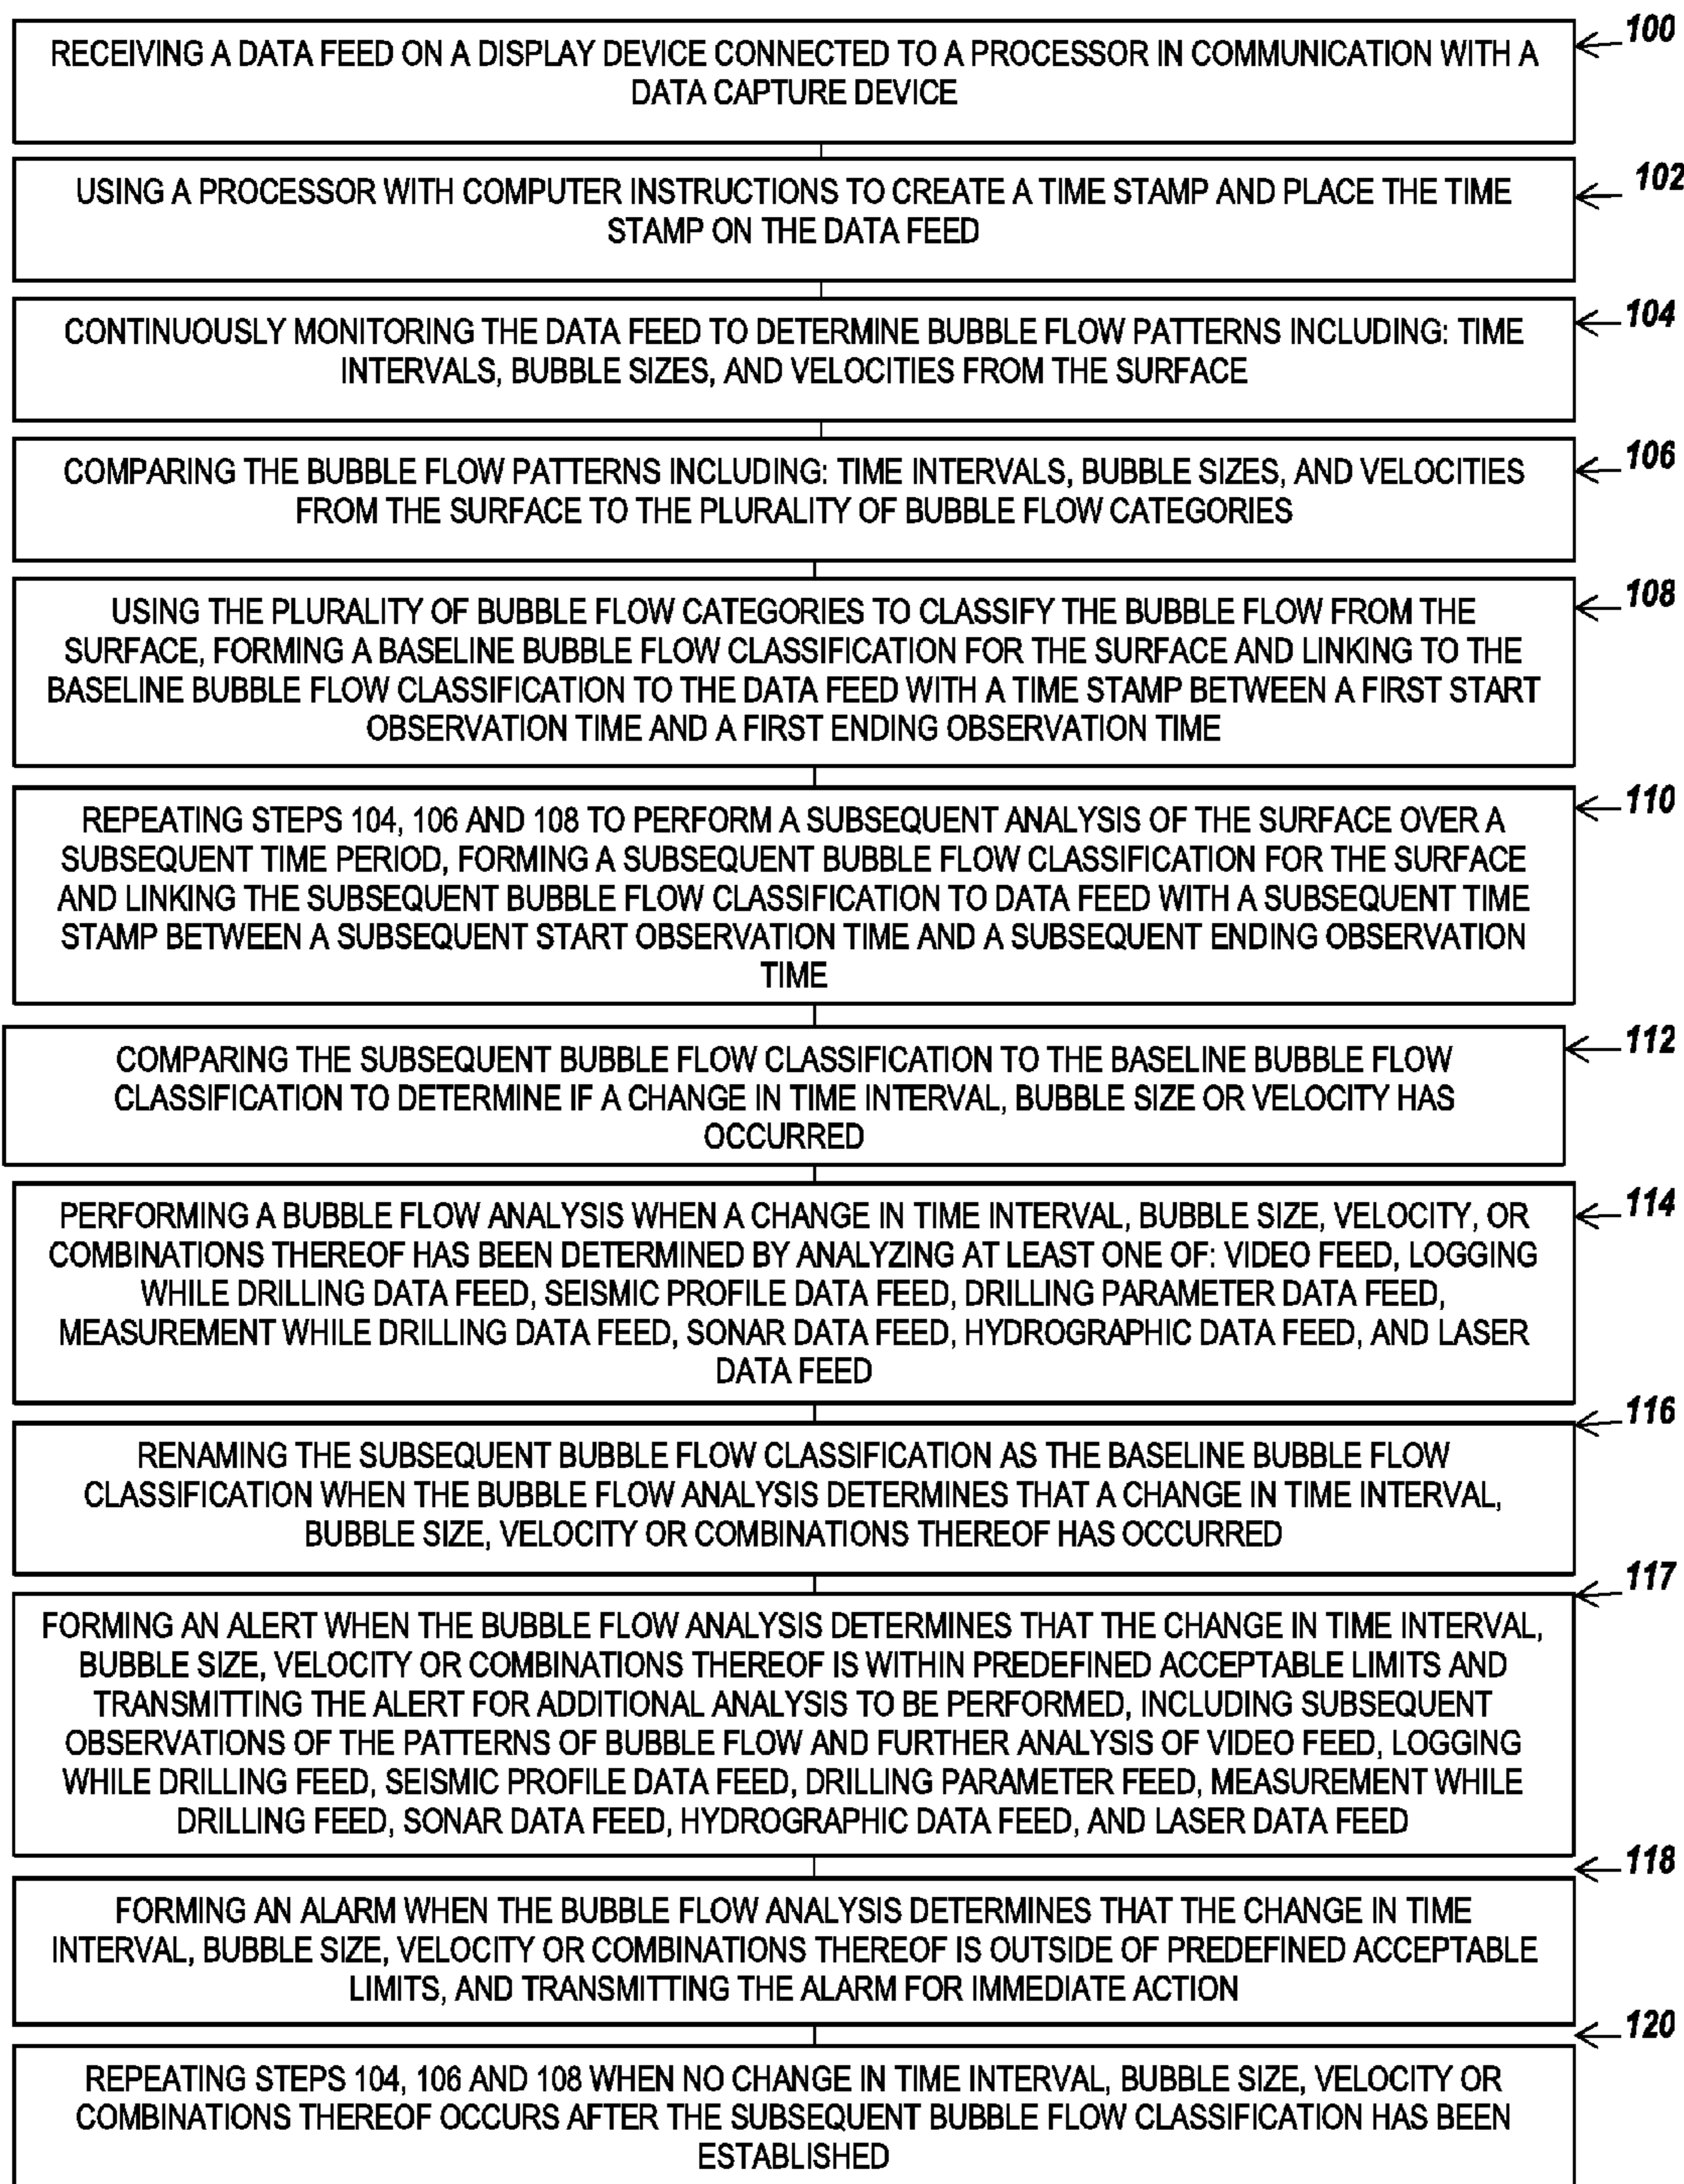 100
RECEIVING A DATA FEED ON A DISPLAY DEVICE CONNECTED TO A PROCESSOR IN COMMUNICATION WITH A
DATA CAPTURE DEVICE
102
USING A PROCESSOR WITH COMPUTER INSTRUCTIONS TO CREATE A TIME STAMP AND PLACE THE TIME
STAMP ON THE DATA FEED
104
CONTINUOUSLY MONITORING THE DATA FEED TO DETERMINE BUBBLE FLOW PATTERNS INCLUDING: TIME
INTERVALS, BUBBLE SIZES, AND VELOCITIES FROM THE SURFACE
106
COMPARING THE BUBBLE FLOW PATTERNS INCLUDING: TIME INTERVALS, BUBBLE SIZES, AND VELOCITIES
FROM THE SURFACE TO THE PLURALITY OF BUBBLE FLOW CATEGORIES
108
USING THE PLURALITY OF BUBBLE FLOW CATEGORIES TO CLASSIFY THE BUBBLE FLOW FROM THE
SURFACE, FORMING A BASELINE BUBBLE FLOW CLASSIFICATION FOR THE SURFACE AND LINKING TO THE
BASELINE BUBBLE FLOW CLASSIFICATION TO THE DATA FEED WITH A TIME STAMP BETWEEN A FIRST START
OBSERVATION TIME AND A FIRST ENDING OBSERVATION TIME
110
REPEATING STEPS 104, 106 AND 108 TO PERFORM A SUBSEQUENT ANALYSIS OF THE SURFACE OVER A
SUBSEQUENT TIME PERIOD, FORMING A SUBSEQUENT BUBBLE FLOW CLASSIFICATION FOR THE SURFACE
AND LINKING THE SUBSEQUENT BUBBLE FLOW CLASSIFICATION TO DATA FEED WITH A SUBSEQUENT TIME
STAMP BETWEEN A SUBSEQUENT START OBSERVATION TIME AND A SUBSEQUENT ENDING OBSERVATION
TIME
112
COMPARING THE SUBSEQUENT BUBBLE FLOW CLASSIFICATION TO THE BASELINE BUBBLE FLOW
CLASSIFICATION TO DETERMINE IF A CHANGE IN TIME INTERVAL, BUBBLE SIZE OR VELOCITY HAS
OCCURRED
114
PERFORMING A BUBBLE FLOW ANALYSIS WHEN A CHANGE IN TIME INTERVAL, BUBBLE SIZE, VELOCITY, OR
COMBINATIONS THEREOF HAS BEEN DETERMINED BY ANALYZING AT LEAST ONE OF: VIDEO FEED, LOGGING
WHILE DRILLING DATA FEED, SEISMIC PROFILE DATA FEED, DRILLING PARAMETER DATA FEED,
MEASUREMENT WHILE DRILLING DATA FEED, SONAR DATA FEED, HYDROGRAPHIC DATA FEED, AND LASER
DATA FEED
116
RENAMING THE SUBSEQUENT BUBBLE FLOW CLASSIFICATION AS THE BASELINE BUBBLE FLOW
CLASSIFICATION WHEN THE BUBBLE FLOW ANALYSIS DETERMINES THAT A CHANGE IN TIME INTERVAL,
BUBBLE SIZE, VELOCITY OR COMBINATIONS THEREOF HAS OCCURRED
117
FORMING AN ALERT WHEN THE BUBBLE FLOW ANALYSIS DETERMINES THAT THE CHANGE IN TIME INTERVAL,
BUBBLE SIZE, VELOCITY OR COMBINATIONS THEREOF IS WITHIN PREDEFINED ACCEPTABLE LIMITS AND
TRANSMITTING THE ALERT FOR ADDITIONAL ANALYSIS TO BE PERFORMED, INCLUDING SUBSEQUENT
OBSERVATIONS OF THE PATTERNS OF BUBBLE FLOW AND FURTHER ANALYSIS OF VIDEO FEED, LOGGING
WHILE DRILLING FEED, SEISMIC PROFILE DATA FEED, DRILLING PARAMETER FEED, MEASUREMENT WHILE
DRILLING FEED, SONAR DATA FEED, HYDROGRAPHIC DATA FEED, AND LASER DATA FEED
118
FORMING AN ALARM WHEN THE BUBBLE FLOW ANALYSIS DETERMINES THAT THE CHANGE IN TIME
INTERVAL, BUBBLE SIZE, VELOCITY OR COMBINATIONS THEREOF IS OUTSIDE OF PREDEFINED ACCEPTABLE
LIMITS, AND TRANSMITTING THE ALARM FOR IMMEDIATE ACTION
120
REPEATING STEPS 104, 106 AND 108 WHEN NO CHANGE IN TIME INTERVAL, BUBBLE SIZE, VELOCITY OR
COMBINATIONS THEREOF OCCURS AFTER THE SUBSEQUENT BUBBLE FLOW CLASSIFICATION HAS BEEN
ESTABLISHED